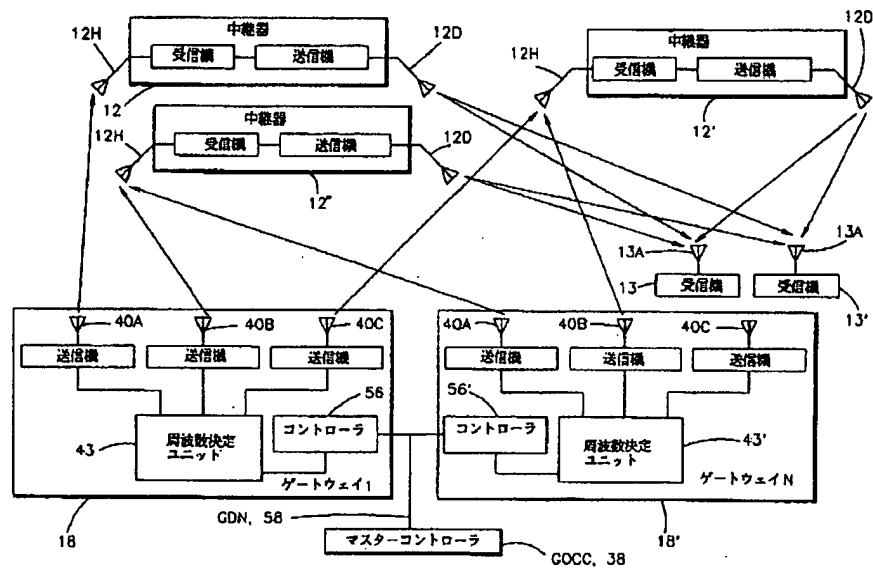 12H
中継器
受信機
送信機
12D
12
12H
中継器
受信機
送信機
12D
12'
12H
中継器
受信機
送信機
12D
12"
13A
13
受信機
13A
受信機
13'
40A
40B
40C
送信機
送信機
送信機
56
43
周波数決定
ユニット
コントローラ
ゲートウェイ1
18
40A
40B
40C
送信機
送信機
送信機
56'
コントローラ
周波数決定
ユニット
43'
ゲートウェイN
18'
GDN, 58
マスターコントローラ
GOCC, 38